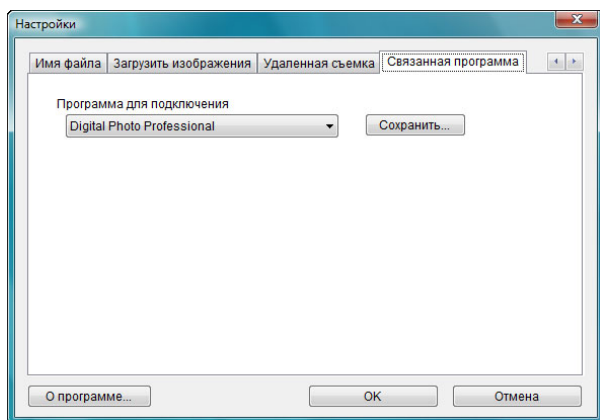 Настройки
Имя файла Загрузить изображения Удаленная съемка Связанная программа
Программа для подключения
Digital Photo Professional Сохранить...
О программе... OK Отмена